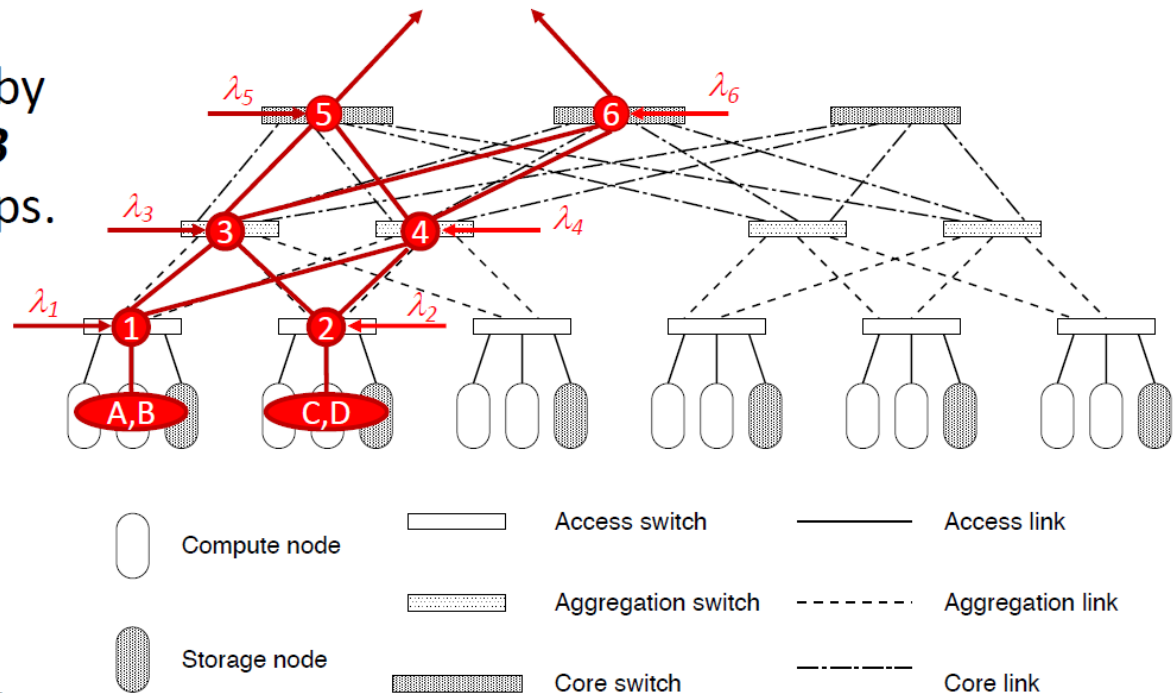 by
3
ps.
λ5
5
6
λ6
λ3
3
4
λ4
λ1
1
2
λ2
A,B
C,D
Compute node
Access switch
Access link
Aggregation switch
Aggregation link
Storage node
Core switch
Core link